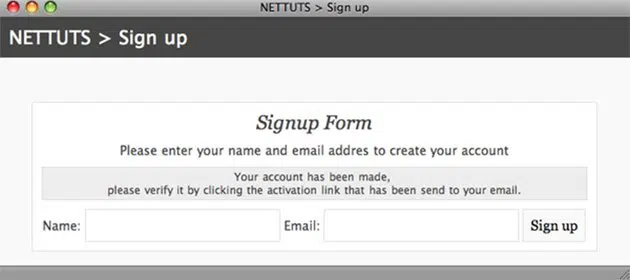 NETTUTS > Sign up
NETTUTS > Sign up
Signup Form
Please enter your name and email addres to create your account
Your account has been made,
please verify it by clicking the activation link that has been send to your email.
Name: Email: Sign up